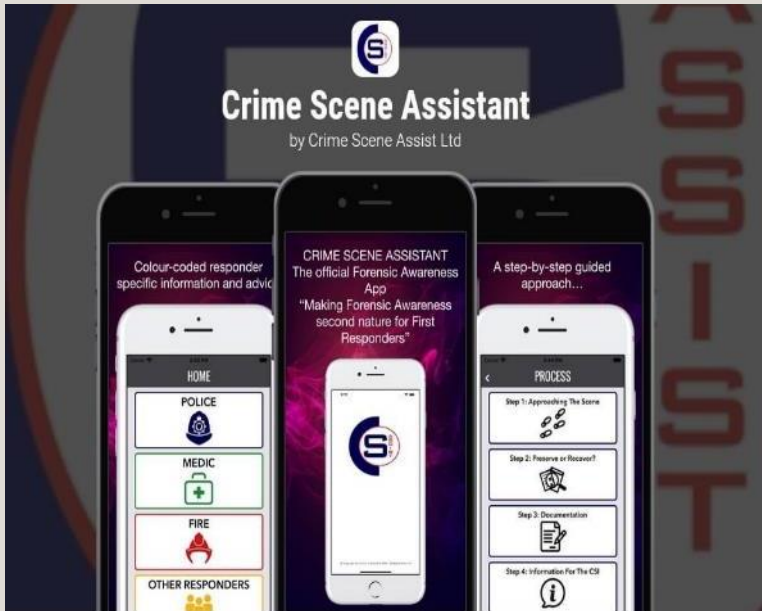 Crime Scene Assistant
by Crime Scene Assist Ltd
Colour-coded responder
specific information and advic
HOME
POLICE
MEDIC
FIRE
OTHER RESPONDERS
CRIME SCENE ASSISTANT
The official Forensic Awareness
App
“Making Forensic Awareness
second nature for First
Responders”
A step-by-step guided
approach...
PROCESS
Step 1: Approaching The Scene
Step 2: Preserve or Recover?
Step 3: Documentation
Step 4: Information For The CSI
ASSIST